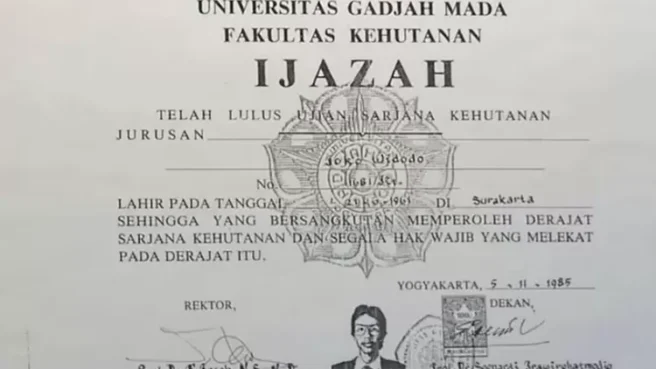 UNIVERSITAS GADJAH MADA
FAKULTAS KEHUTANAN
IJAZAH
TELAH LULUS UJIAN SARJANA KEHUTANAN
JURUSAN
Joko Widodo
No. 1681/
LAHIR PADA TANGGAL 1961 DI Surakarta
SEHINGGA YANG BERSANGKUTAN MEMPEROLEH DERAJAT
SARJANA KEHUTANAN DAN SEGALA HAK WAJIB YANG MELEKAT
PADA DERAJAT ITU.
YOGYAKARTA, 5 - 11 - 1985
REKTOR, DEKAN,